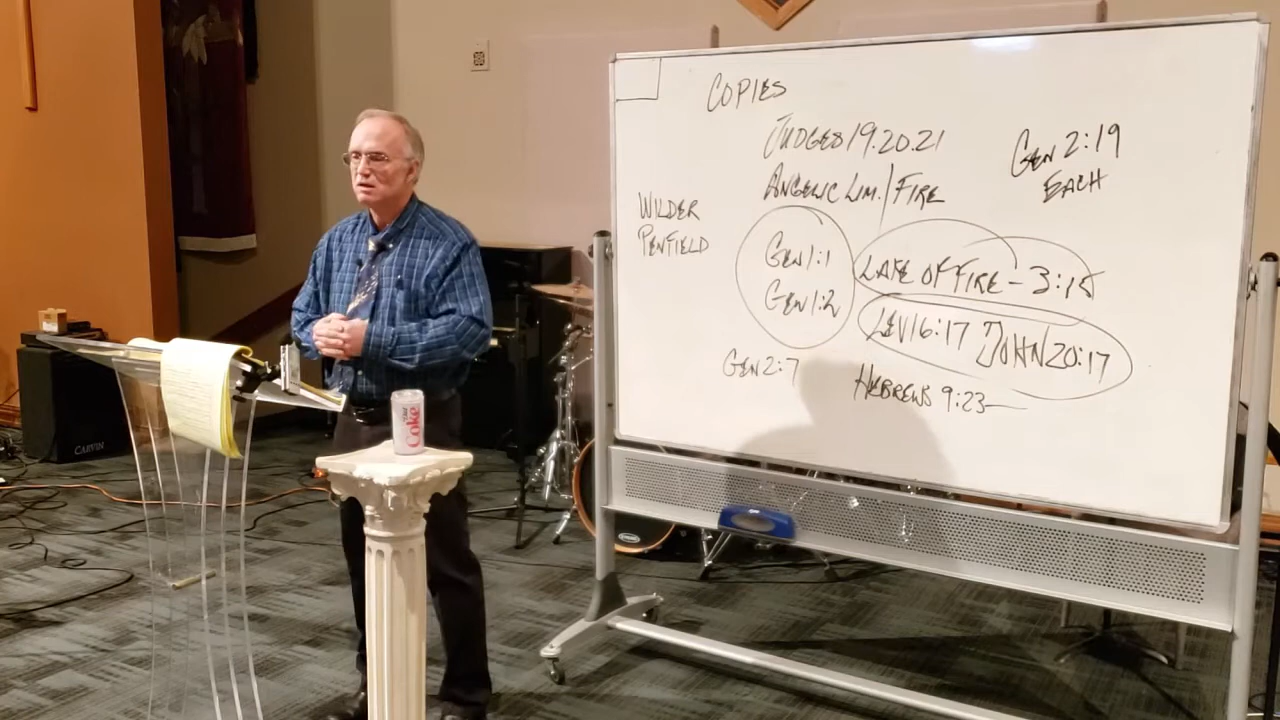 COPIES
JUDGES 19.20.21
GEN 2:19
EACH
ANGELIC LIM./FIRE
WILDER
PENFIELD
GEN 1:1
GEN 1:2
LAKE OF FIRE - 3:15
LEV 16:17 JOHN 20:17
GEN 2:7
HEBREWS 9:23—
Diet
Coke
CARVIN